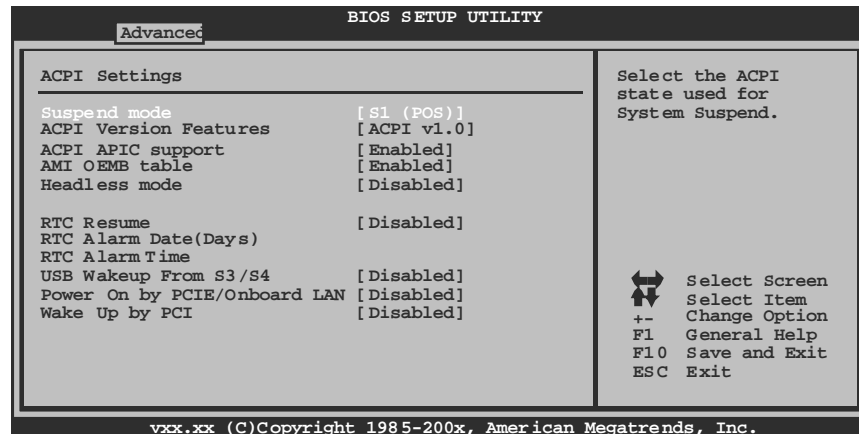 BIOS SETUP UTILITY
Advanced
ACPI Settings
Suspend mode [S1 (POS)]
ACPI Version Features [ACPI v1.0]
ACPI APIC support [Enabled]
AMI OEMB table [Enabled]
Headless mode [Disabled]
RTC Resume [Disabled]
RTC Alarm Date(Days)
RTC Alarm Time
USB Wakeup From S3/S4 [Disabled]
Power On by PCIE/Onboard LAN [Disabled]
Wake Up by PCI [Disabled]
Select the ACPI
state used for
System Suspend.
Select Screen
Select Item
+- Change Option
F1 General Help
F10 Save and Exit
ESC Exit
vxx.xx (C)Copyright 1985-200x, American Megatrends, Inc.